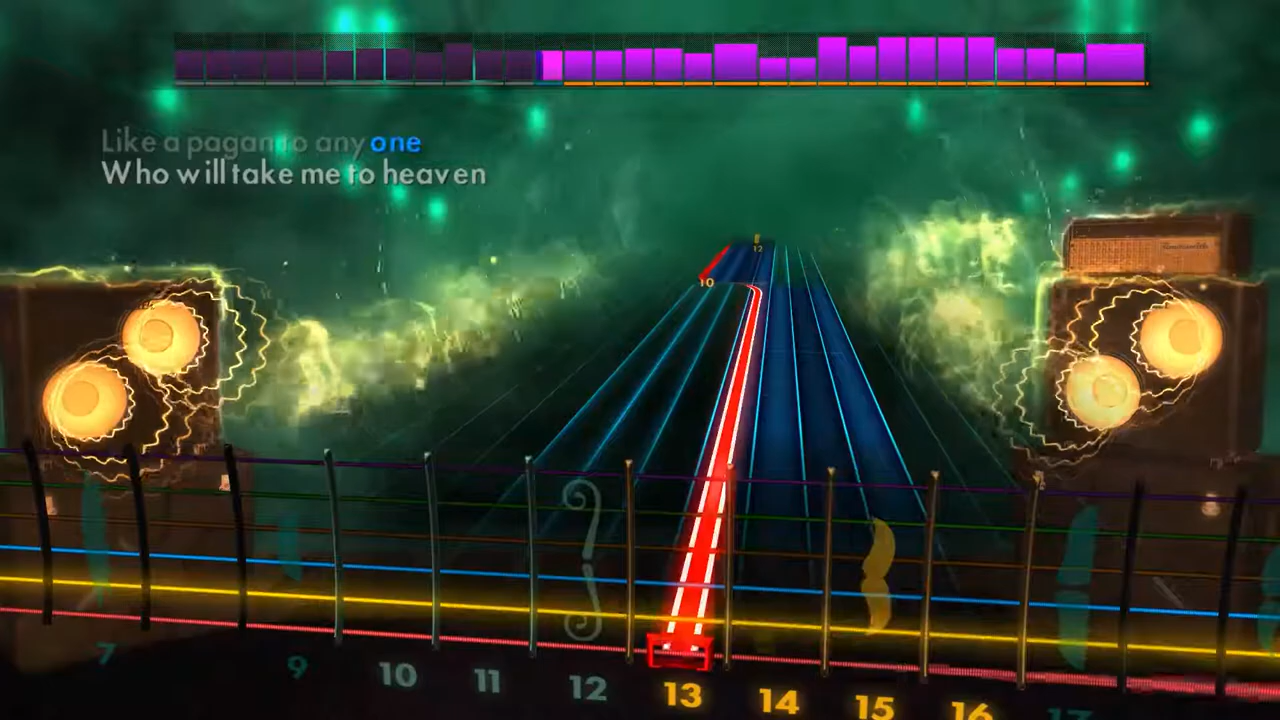 Like a pagan to any one
Who will take me to heaven
12
10
7 9 10 11 12 13 14 15 16 17